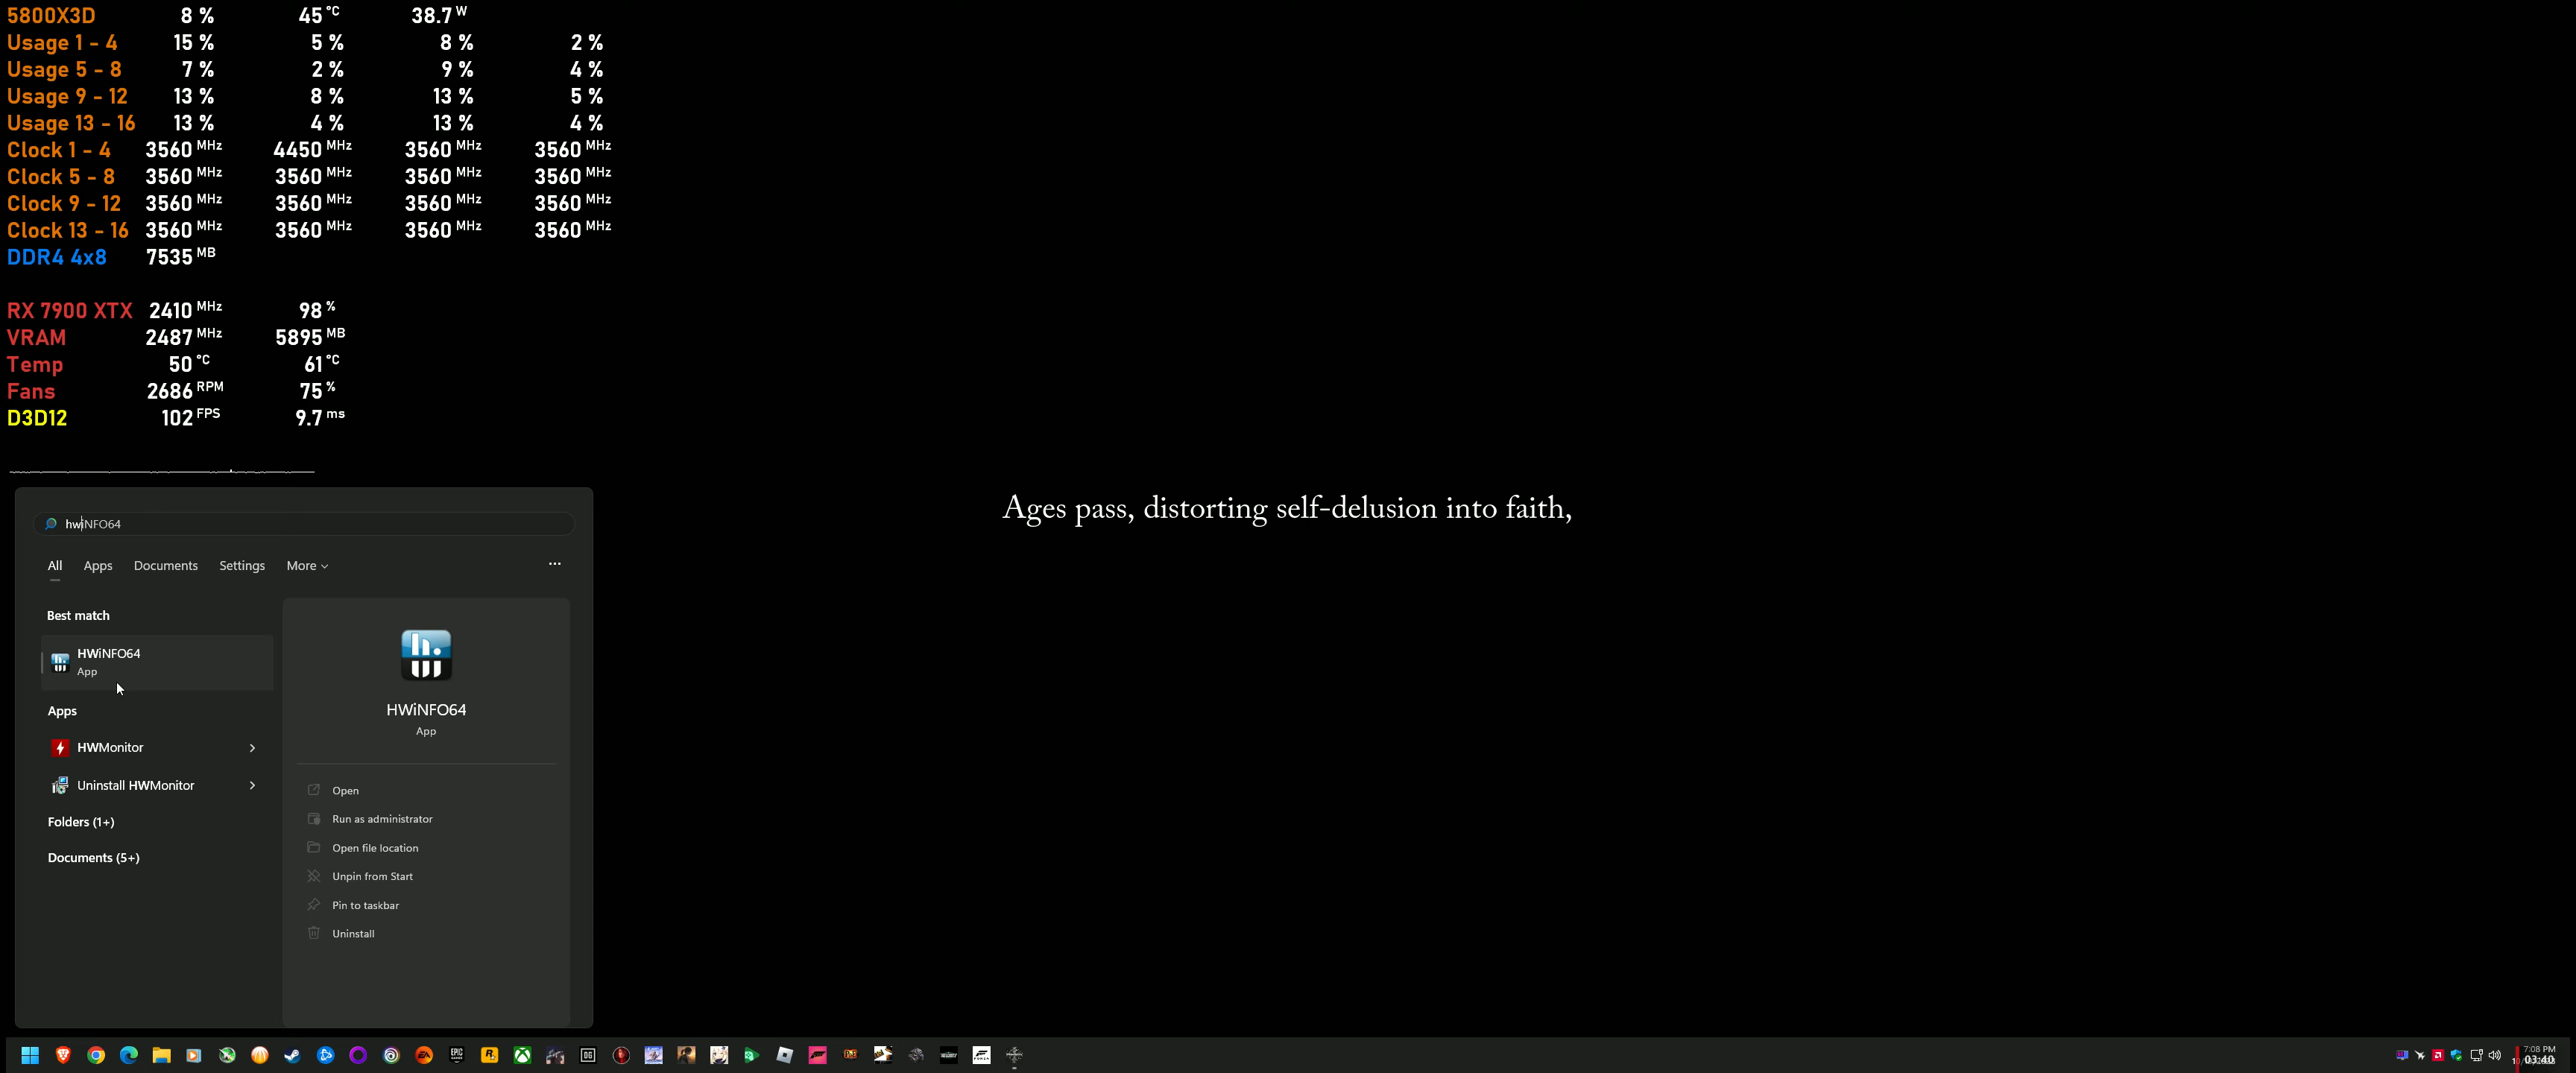 5800X3D 8 % 45 °C 38.7 W
Usage 1 - 4 15 % 5 % 8 % 2 %
Usage 5 - 8 7 % 2 % 9 % 4 %
Usage 9 - 12 13 % 8 % 13 % 5 %
Usage 13 - 16 13 % 4 % 13 % 4 %
Clock 1 - 4 3560 MHz 4450 MHz 3560 MHz 3560 MHz
Clock 5 - 8 3560 MHz 3560 MHz 3560 MHz 3560 MHz
Clock 9 - 12 3560 MHz 3560 MHz 3560 MHz 3560 MHz
Clock 13 - 16 3560 MHz 3560 MHz 3560 MHz 3560 MHz
DDR4 4x8 7535 MB
RX 7900 XTX 2410 MHz 98 %
VRAM 2487 MHz 5895 MB
Temp 50 °C 61 °C
Fans 2686 RPM 75 %
D3D12 102 FPS 9.7 ms
Ages pass, distorting self-delusion into faith,
hwiNFO64
All Apps Documents Settings More ...
Best match
HWiNFO64
App
Apps
HWMonitor
Uninstall HWMonitor
Folders (1+)
Documents (5+)
HWiNFO64
App
Open
Run as administrator
Open file location
Unpin from Start
Pin to taskbar
Uninstall
EA
EPIC
DG
7:08 PM
03:40